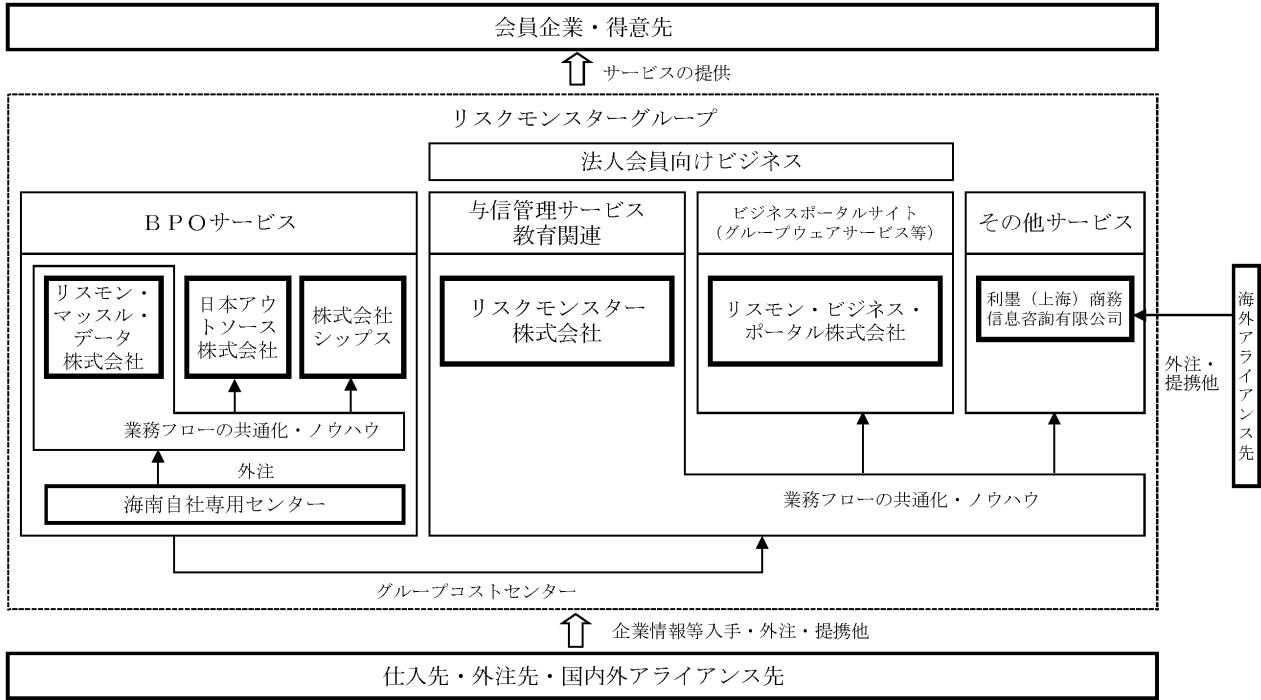 会員企業・得意先
サービスの提供
リスクモンスターグループ
法人会員向けビジネス
ＢＰＯサービス
与信管理サービス
教育関連
ビジネスポータルサイト
（グループウェアサービス等）
その他サービス
リスモン・
マッスル・
データ
株式会社
日本アウ
トソース
株式会社
株式会社
シップス
リスクモンスター
株式会社
リスモン・ビジネス・
ポータル株式会社
利墨（上海）商務
信息咨詢有限公司
海外アライアンス先
外注・
提携他
業務フローの共通化・ノウハウ
外注
海南自社専用センター
業務フローの共通化・ノウハウ
グループコストセンター
企業情報等入手・外注・提携他
仕入先・外注先・国内外アライアンス先